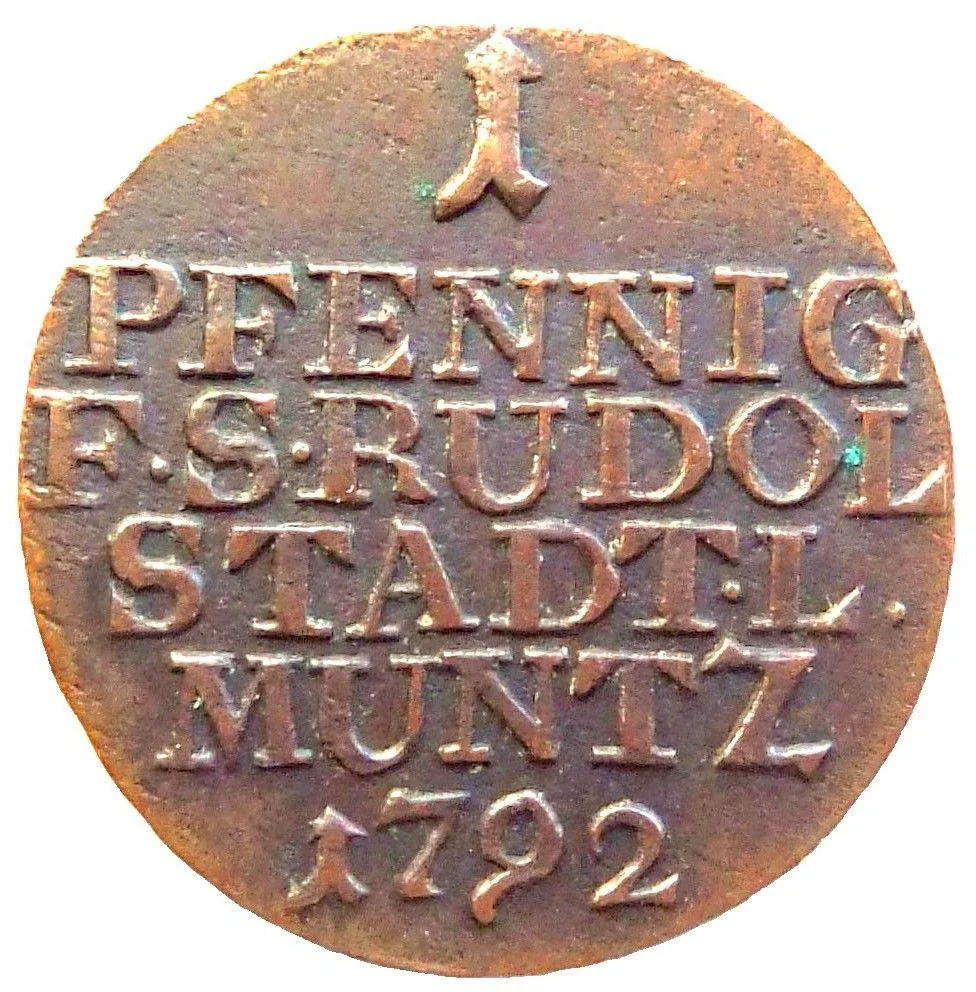 1
PFENNIG
F·S·RUDOL
STADT·L.
MUNTZ
1792